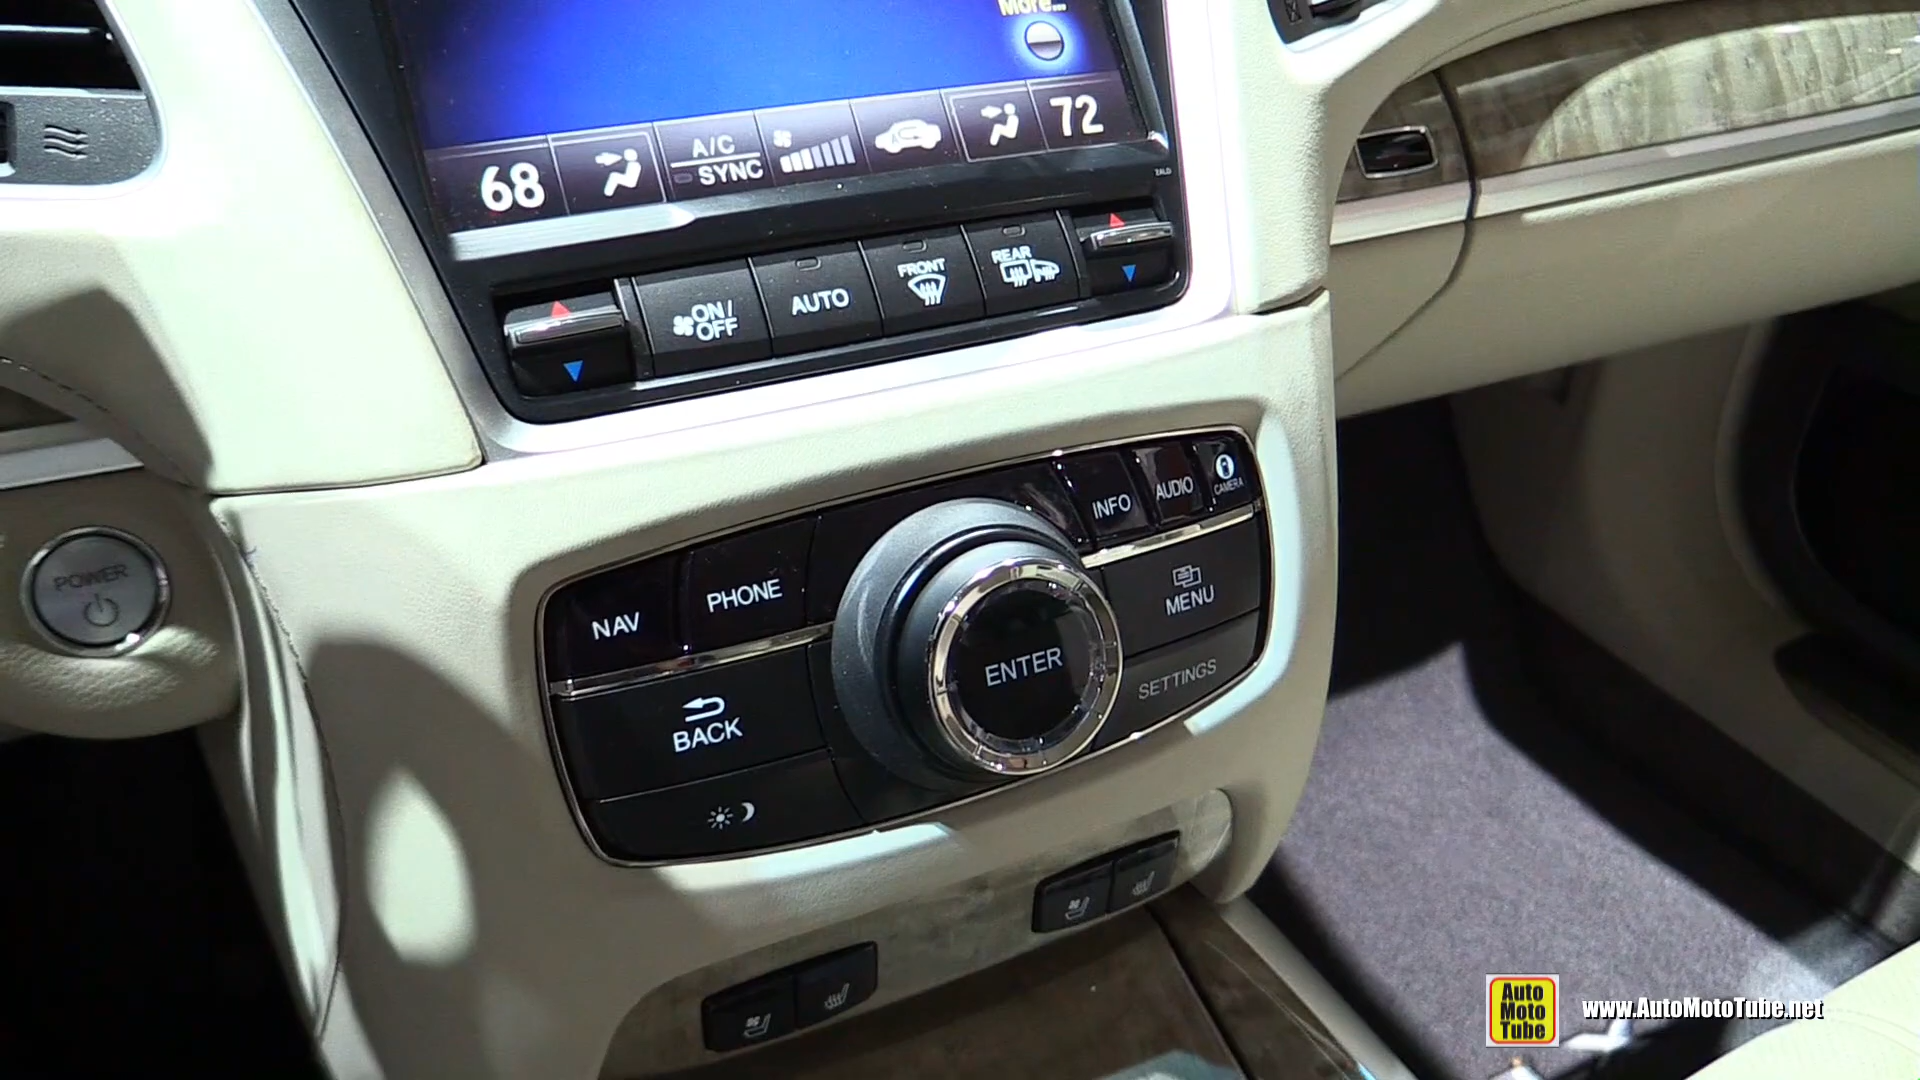 More...
68
A/C
SYNC
72
ON/
OFF
AUTO
FRONT
REAR
POWER
NAV
PHONE
INFO
AUDIO
CAMERA
MENU
ENTER
SETTINGS
BACK
Auto
Moto
Tube
www.AutoMotoTube.net